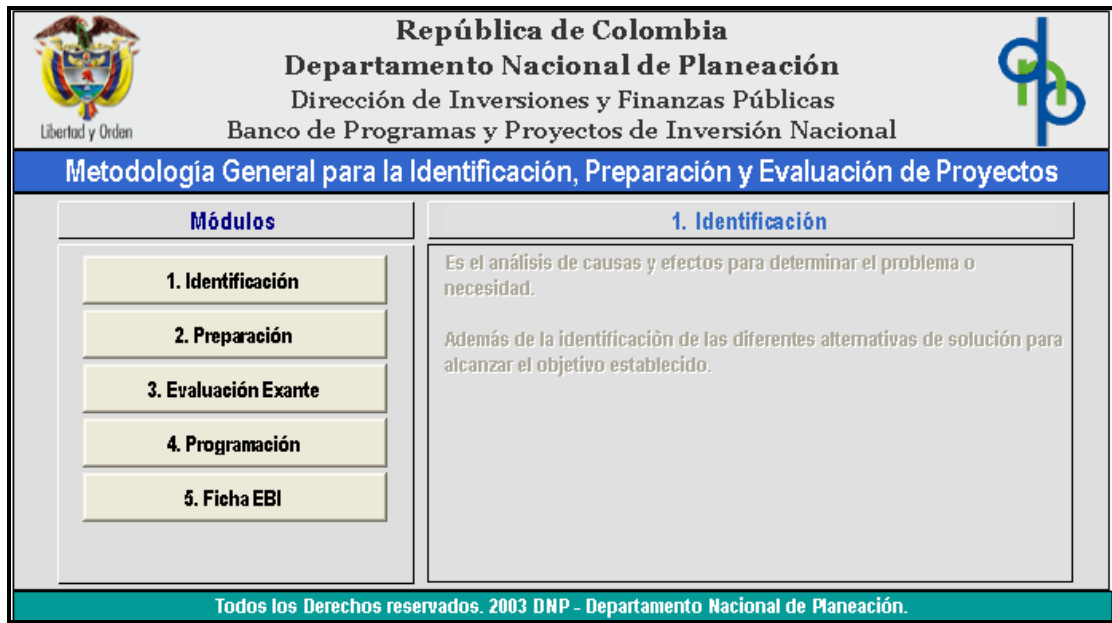 República de Colombia
Departamento Nacional de Planeación
Dirección de Inversiones y Finanzas Públicas
Banco de Programas y Proyectos de Inversión Nacional
Libertad y Orden
dnp
Metodología General para la Identificación, Preparación y Evaluación de Proyectos
Módulos
1. Identificación
2. Preparación
3. Evaluación Exante
4. Programación
5. Ficha EBI
1. Identificación
Es el análisis de causas y efectos para determinar el problema o
necesidad.
Además de la identificaciòn de las diferentes alternativas de solución para
alcanzar el objetivo establecido.
Todos los Derechos reservados. 2003 DNP - Departamento Nacional de Planeación.